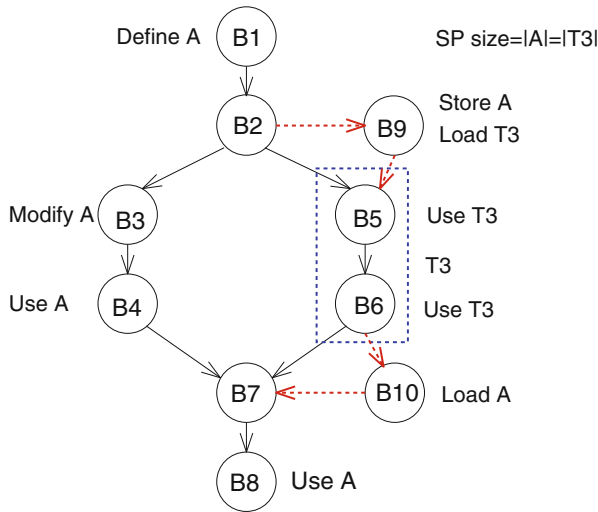 Define A
B1
SP size=|A|=|T3|
B2
B9
Store A
Load T3
Modify A
B3
B5
Use T3
T3
Use A
B4
B6
Use T3
B7
B10
Load A
B8
Use A